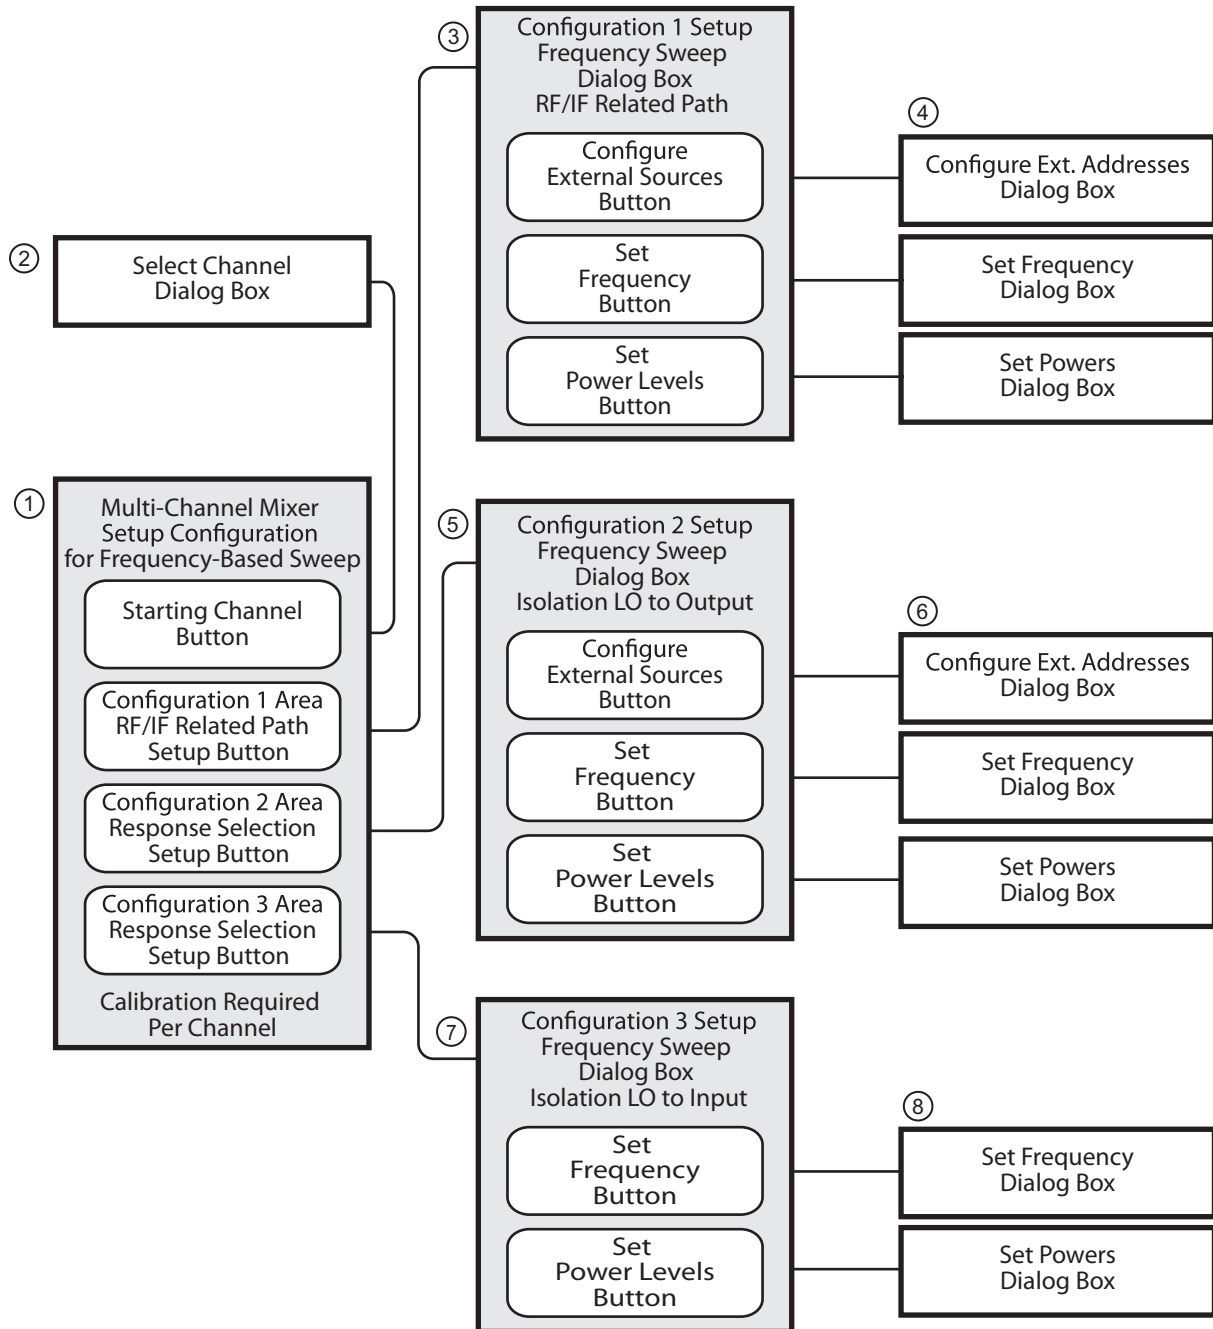 ③
Configuration 1 Setup
Frequency Sweep
Dialog Box
RF/IF Related Path
Configure
External Sources
Button
Set
Frequency
Button
Set
Power Levels
Button
④
Configure Ext. Addresses
Dialog Box
Set Frequency
Dialog Box
Set Powers
Dialog Box
②
Select Channel
Dialog Box
①
Multi-Channel Mixer
Setup Configuration
for Frequency-Based Sweep
Starting Channel
Button
Configuration 1 Area
RF/IF Related Path
Setup Button
Configuration 2 Area
Response Selection
Setup Button
Configuration 3 Area
Response Selection
Setup Button
Calibration Required
Per Channel
⑤
Configuration 2 Setup
Frequency Sweep
Dialog Box
Isolation LO to Output
Configure
External Sources
Button
Set
Frequency
Button
Set
Power Levels
Button
⑥
Configure Ext. Addresses
Dialog Box
Set Frequency
Dialog Box
Set Powers
Dialog Box
⑦
Configuration 3 Setup
Frequency Sweep
Dialog Box
Isolation LO to Input
Set
Frequency
Button
Set
Power Levels
Button
⑧
Set Frequency
Dialog Box
Set Powers
Dialog Box